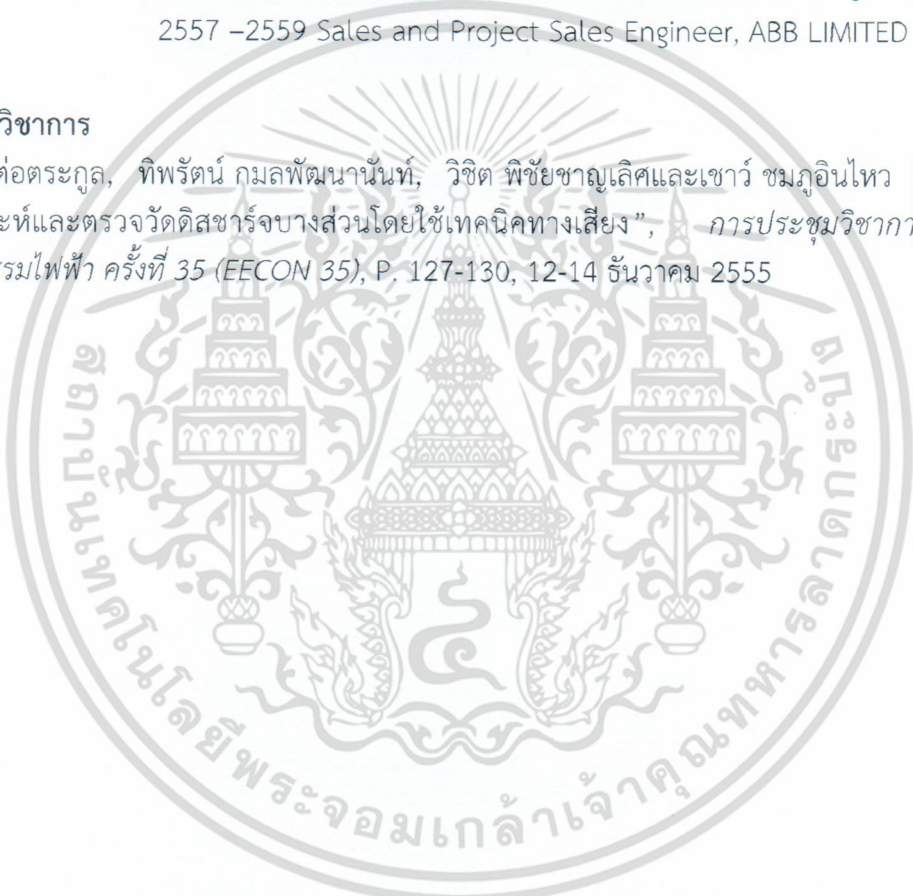 2557 –2559 Sales and Project Sales Engineer, ABB LIMITED
วิชาการ
ต่อตระกูล, ทิพรัตน์ กมลพัฒนานันท์, วิชิต พิชัยชาญเลิศและเชาว์ ชมภูอินไหว
ะห์และตรวจวัดดิสชาร์จบางส่วนโดยใช้เทคนิคทางเสียง”, การประชุมวิชากา
รรมไฟฟ้า ครั้งที่ 35 (EECON 35), P. 127-130, 12-14 ธันวาคม 2555
สถาบันเทคโนโลยีพระจอมเกล้าเจ้าคุณทหารลาดกระบัง